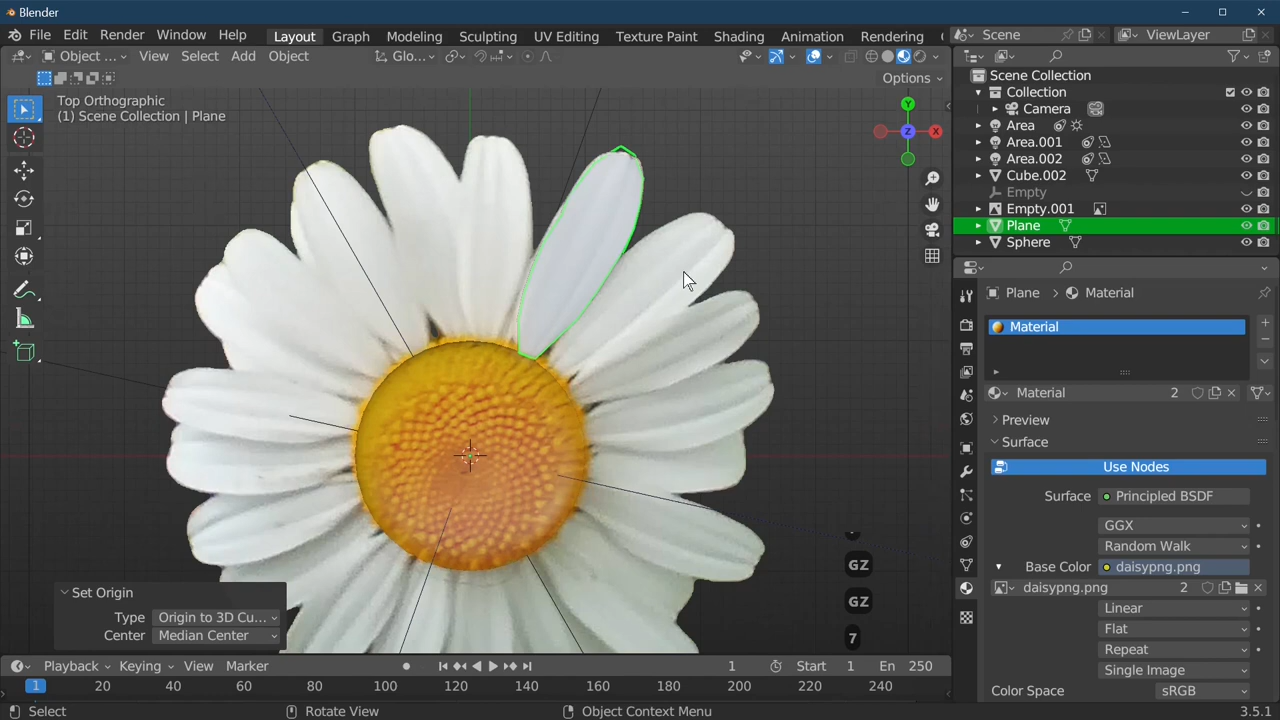 Blender
File Edit Render Window Help Layout Graph Modeling Sculpting UV Editing Texture Paint Shading Animation Rendering Scene ViewLayer
Object ... View Select Add Object Glo...
Options
Top Orthographic
(1) Scene Collection | Plane
Y
Z X
Scene Collection
Collection
Camera
Area
Area.001
Area.002
Cube.002
Empty
Empty.001
Plane
Sphere
Plane > Material
Material
Material 2
Preview
Surface
Use Nodes
Surface Principled BSDF
GGX
Random Walk
Base Color daisypng.png
daisypng.png 2
Linear
Flat
Repeat
Single Image
Color Space sRGB
GZ
GZ
7
Set Origin
Type Origin to 3D Cu...
Center Median Center
Playback Keying View Marker 1 Start 1 En 250
1 20 40 60 80 100 120 140 160 180 200 220 240
Select Rotate View Object Context Menu 3.5.1